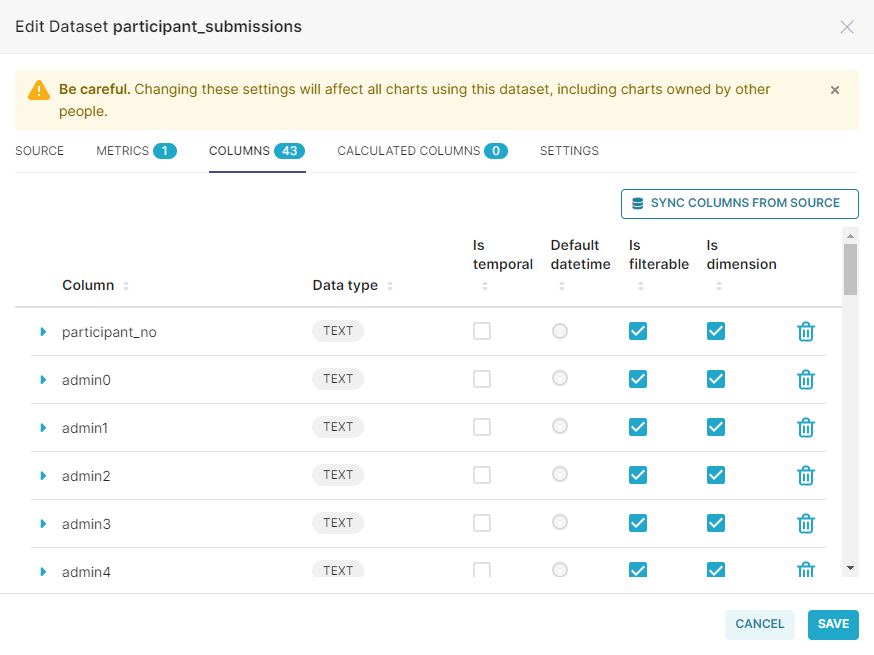 Edit Dataset participant_submissions
Be careful. Changing these settings will affect all charts using this dataset, including charts owned by other
people.
SOURCE METRICS 1 COLUMNS 43 CALCULATED COLUMNS 0 SETTINGS
SYNC COLUMNS FROM SOURCE
Column Data type Is temporal Default datetime Is filterable Is dimension
participant_no TEXT
admin0 TEXT
admin1 TEXT
admin2 TEXT
admin3 TEXT
admin4 TEXT
CANCEL SAVE